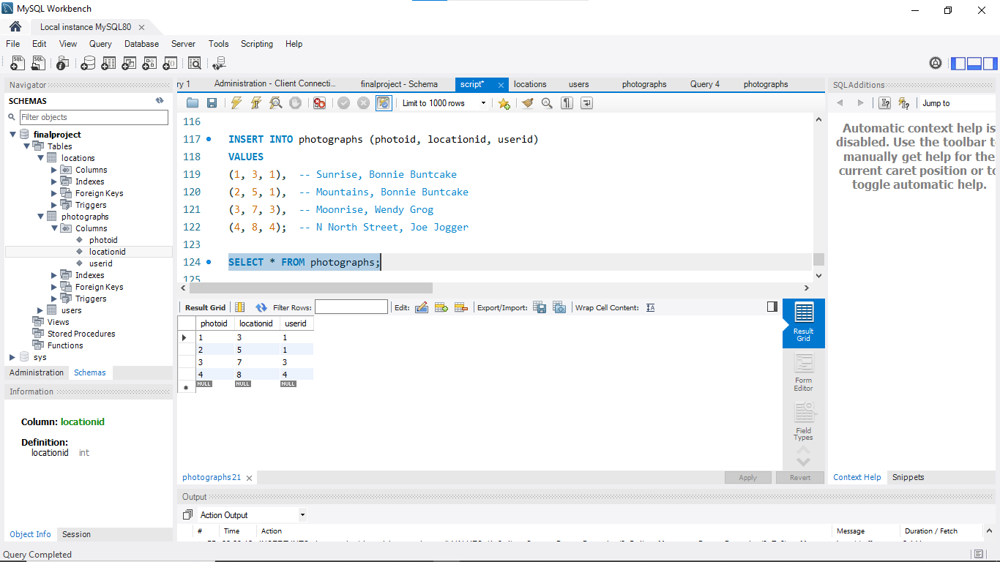 MySQL Workbench
Local instance MySQL80
File Edit View Query Database Server Tools Scripting Help
Navigator
SCHEMAS
Filter objects
finalproject
Tables
locations
Columns
Indexes
Foreign Keys
Triggers
photographs
Columns
photoid
locationid
userid
Indexes
Foreign Keys
Triggers
users
Views
Stored Procedures
Functions
sys
Administration Schemas
Information
Column: locationid
Definition:
locationid int
Object Info Session
ry 1 Administration - Client Connecti... finalproject - Schema script* locations users photographs Query 4 photographs
Limit to 1000 rows
116
117 INSERT INTO photographs (photoid, locationid, userid)
118 VALUES
119 (1, 3, 1), -- Sunrise, Bonnie Buntcake
120 (2, 5, 1), -- Mountains, Bonnie Buntcake
121 (3, 7, 3), -- Moonrise, Wendy Grog
122 (4, 8, 4); -- N North Street, Joe Jogger
123
124 SELECT * FROM photographs;
125
Result Grid Filter Rows: Edit: Export/Import: Wrap Cell Content:
photoid locationid userid
1 3 1
2 5 1
3 7 3
4 8 4
NULL NULL NULL
Result
Grid
Form
Editor
Field
Types
photographs 21 Apply Revert
SQLAdditions
Jump to
Automatic context help is
disabled. Use the toolbar t
manually get help for the
current caret position or to
toggle automatic help.
Context Help Snippets
Output
Action Output
# Time Action Message Duration / Fetch
Query Completed